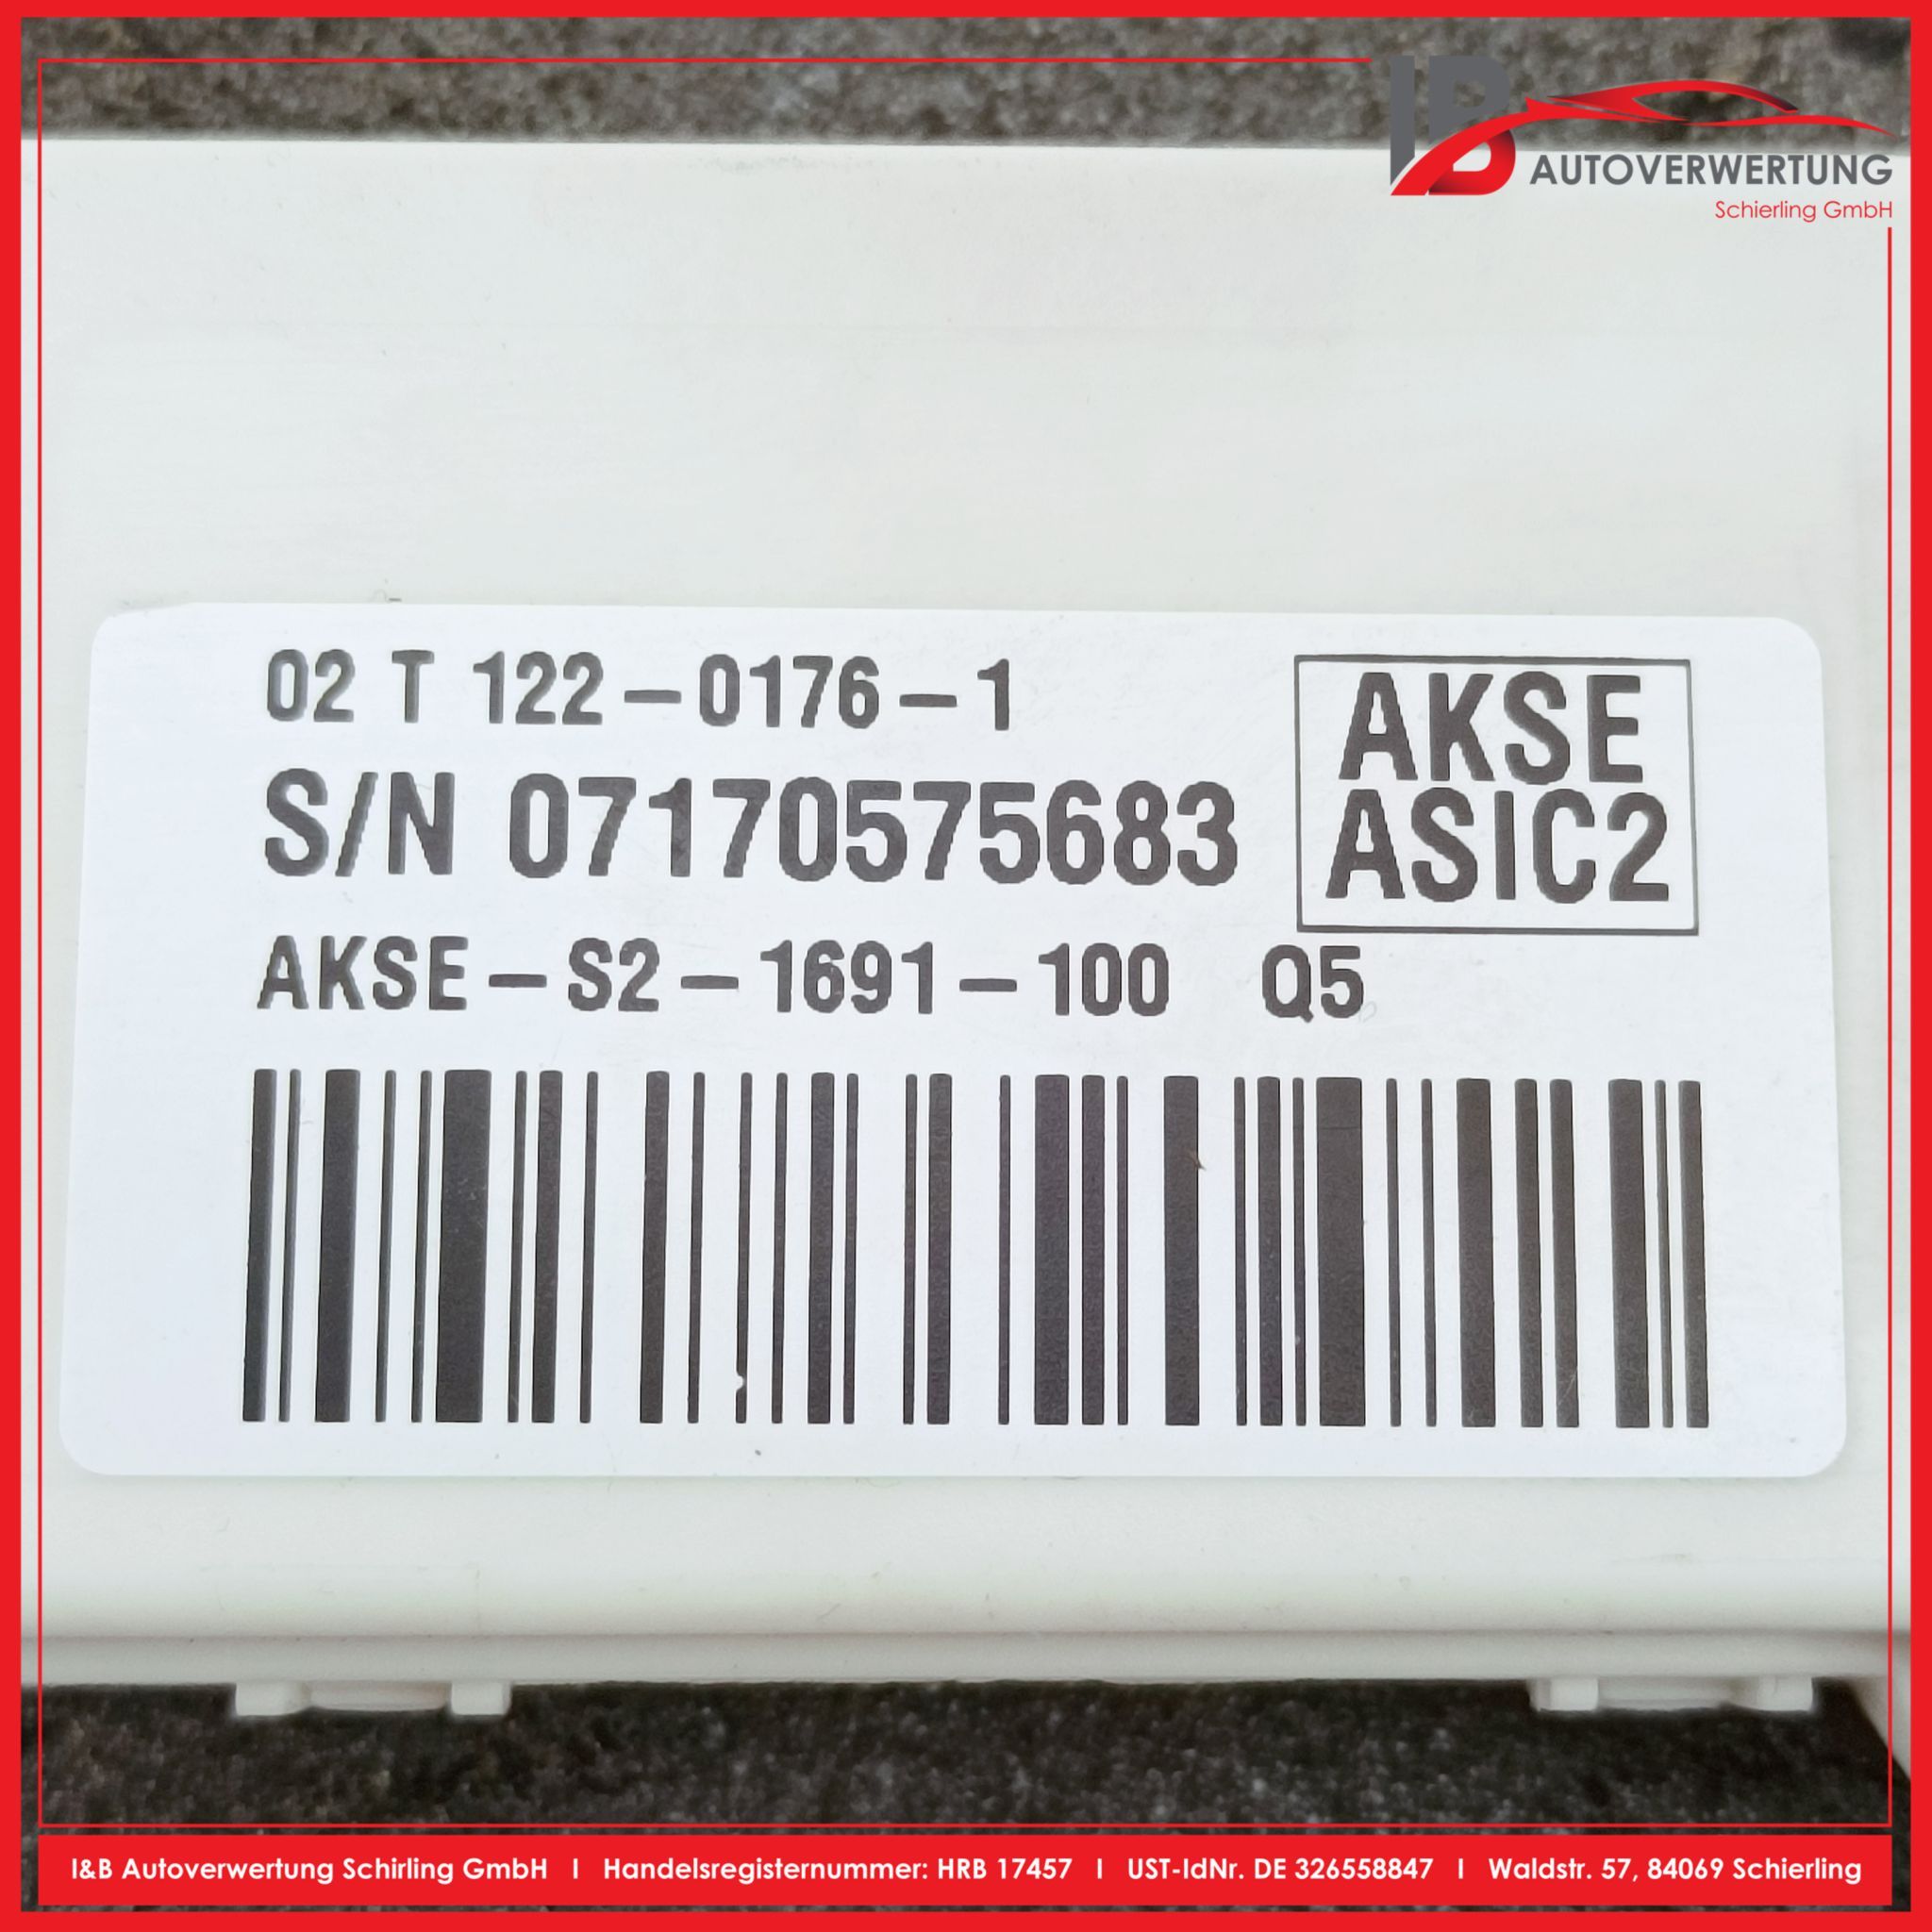 IB
AUTOVERWERTUNG
Schierling GmbH
02 T 122-0176-1
S/N 07170575683
AKSE
ASIC2
AKSE-S2-1691-100 Q5
I&B Autoverwertung Schirling GmbH I Handelsregisternummer: HRB 17457 I UST-IdNr. DE 326558847 I Waldstr. 57, 84069 Schierling